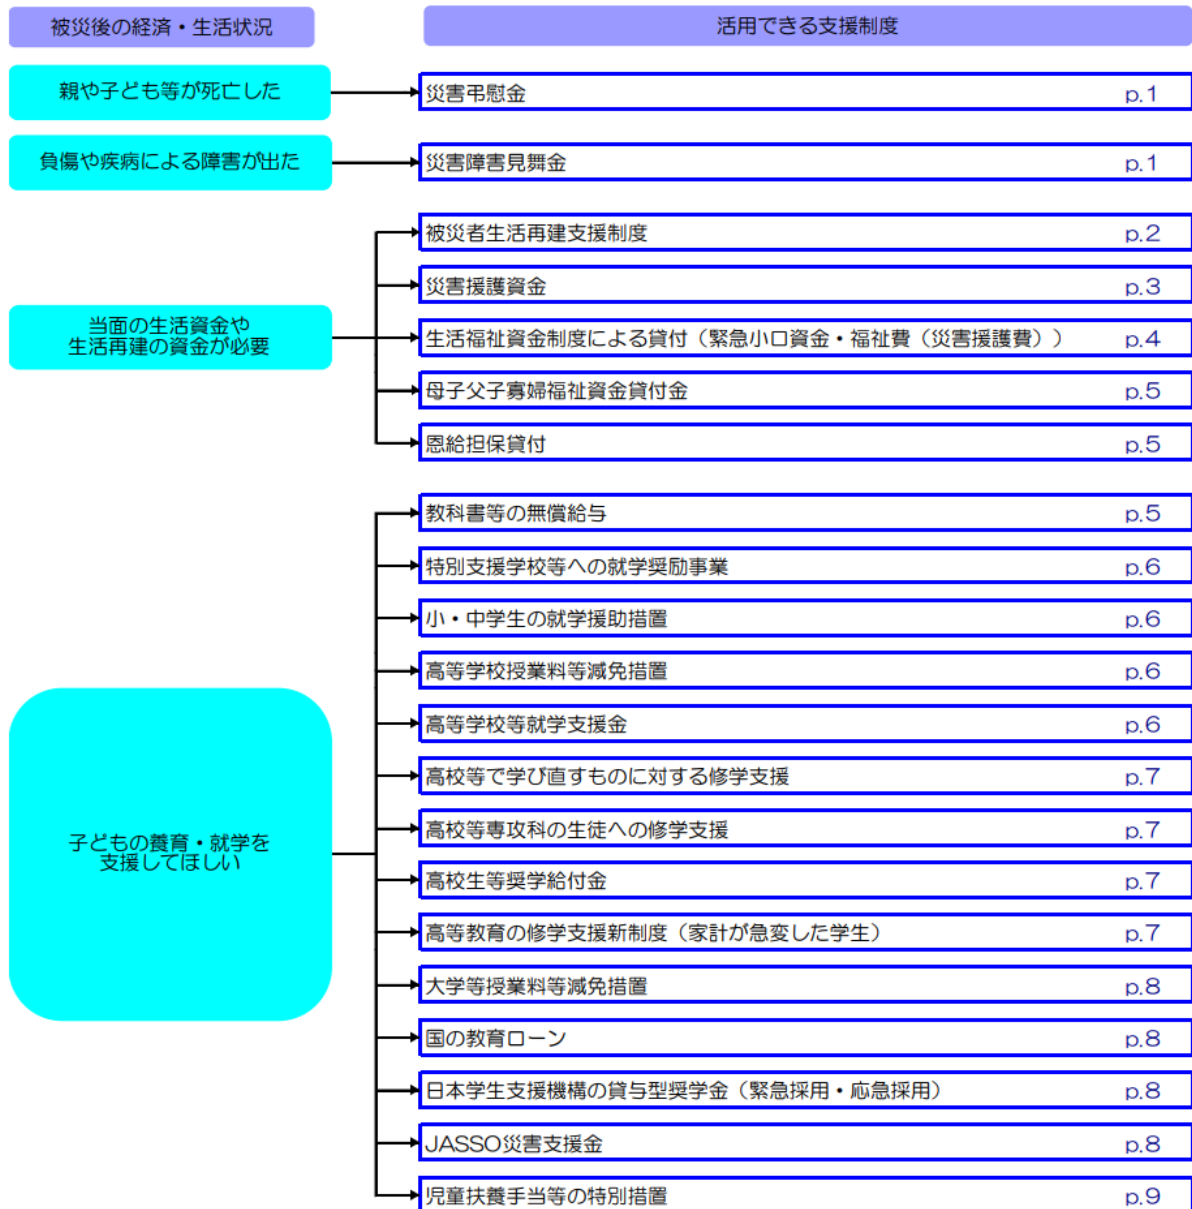 被災後の経済・生活状況
活用できる支援制度
親や子ども等が死亡した
災害弔慰金 p.1
負傷や疾病による障害が出た
災害障害見舞金 p.1
当面の生活資金や
生活再建の資金が必要
被災者生活再建支援制度 p.2
災害援護資金 p.3
生活福祉資金制度による貸付（緊急小口資金・福祉費（災害援護費）） p.4
母子父子寡婦福祉資金貸付金 p.5
恩給担保貸付 p.5
子どもの養育・就学を
支援してほしい
教科書等の無償給与 p.5
特別支援学校等への就学奨励事業 p.6
小・中学生の就学援助措置 p.6
高等学校授業料等減免措置 p.6
高等学校等就学支援金 p.6
高校等で学び直すものに対する修学支援 p.7
高校等専攻科の生徒への修学支援 p.7
高校生等奨学給付金 p.7
高等教育の修学支援新制度（家計が急変した学生） p.7
大学等授業料等減免措置 p.8
国の教育ローン p.8
日本学生支援機構の貸与型奨学金（緊急採用・応急採用） p.8
JASSO災害支援金 p.8
児童扶養手当等の特別措置 p.9